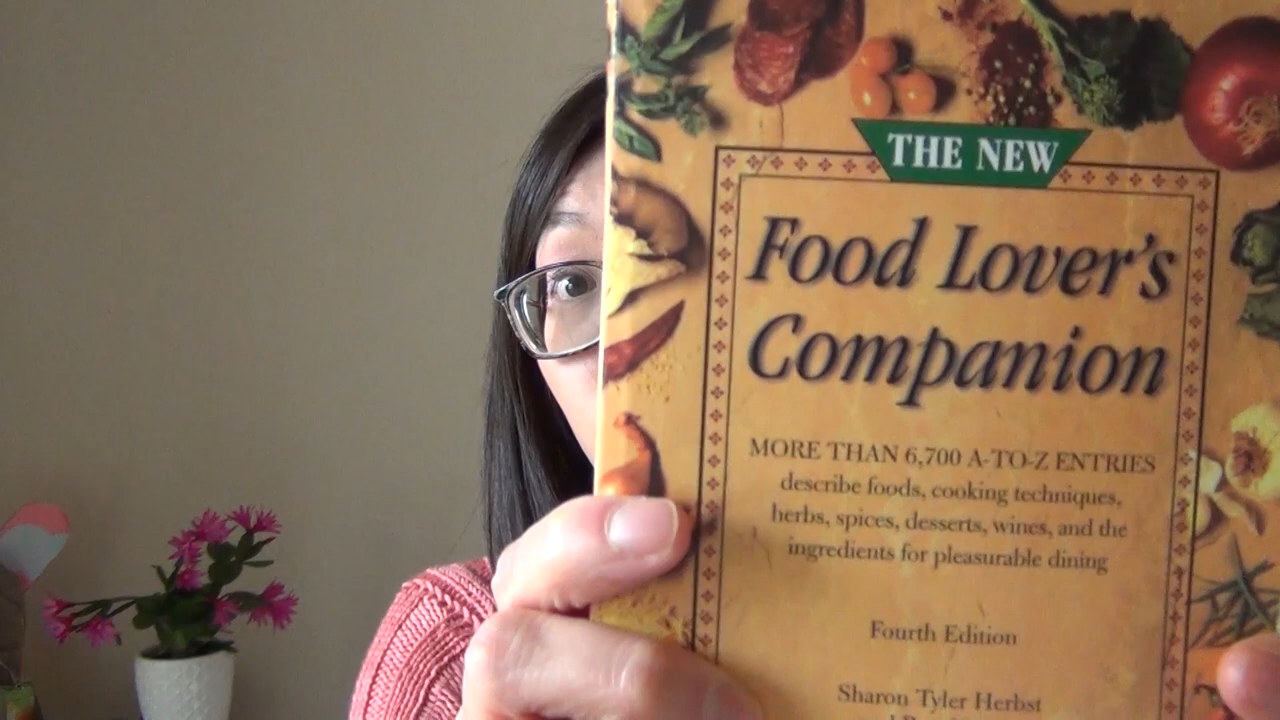 THE NEW
Food Lover's
Companion
MORE THAN 6,700 A-TO-Z ENTRIES
describe foods, cooking techniques,
herbs, spices, desserts, wines, and the
ingredients for pleasurable dining
Fourth Edition
Sharon Tyler Herbst